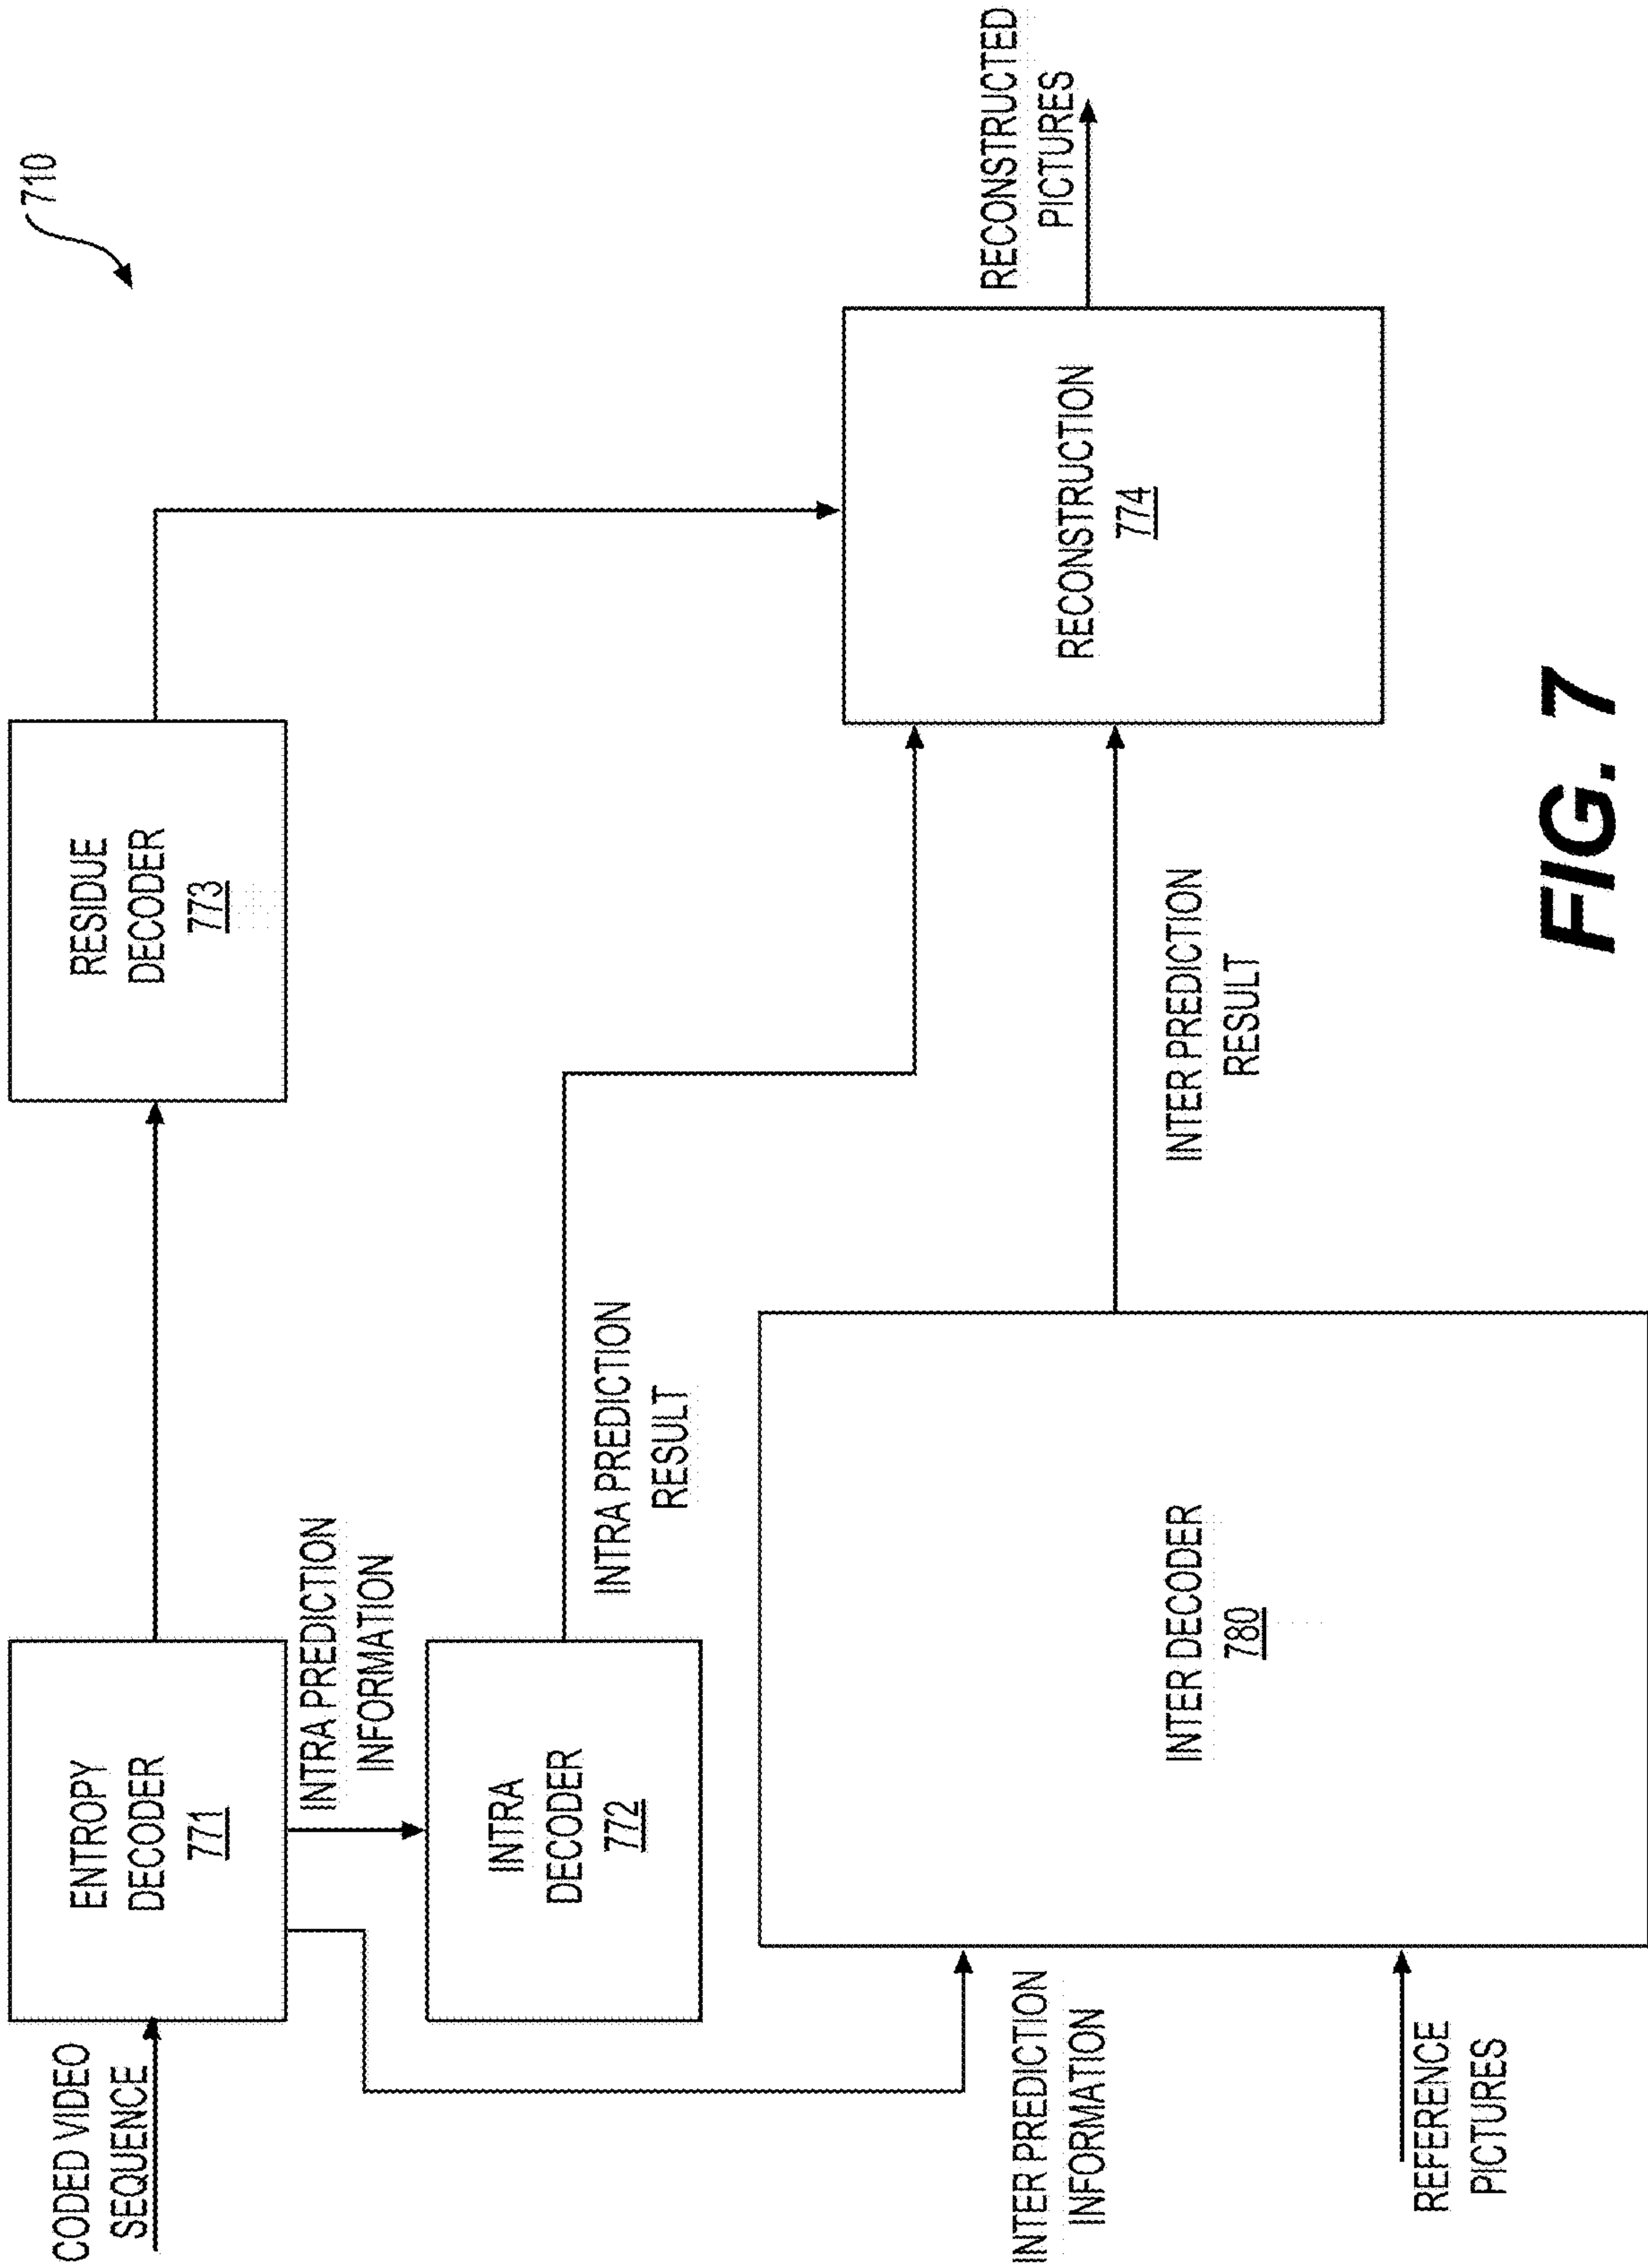 710
CODED VIDEO
SEQUENCE
ENTROPY
DECODER
771
RESIDUE
DECODER
773
INTRA PREDICTION
INFORMATION
INTRA
DECODER
772
INTRA PREDICTION
RESULT
INTER PREDICTION
INFORMATION
REFERENCE
PICTURES
INTER DECODER
780
INTER PREDICTION
RESULT
RECONSTRUCTION
774
RECONSTRUCTED
PICTURES
FIG. 7